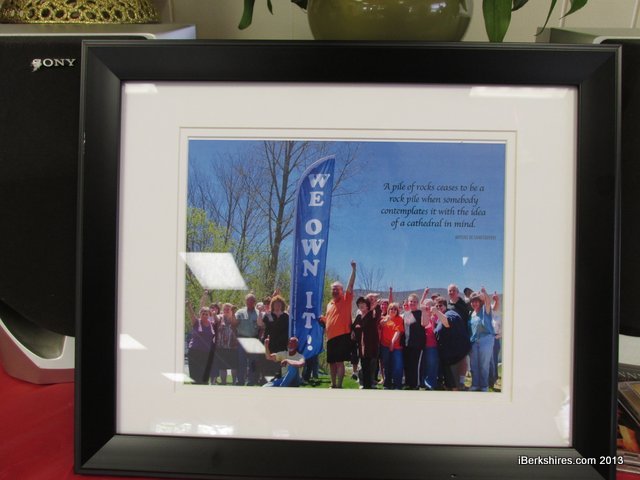 SONY
A pile of rocks ceases to be a
rock pile when somebody
contemplates it with the idea
of a cathedral in mind.
WE OWN IT!
iBerkshires.com 2013